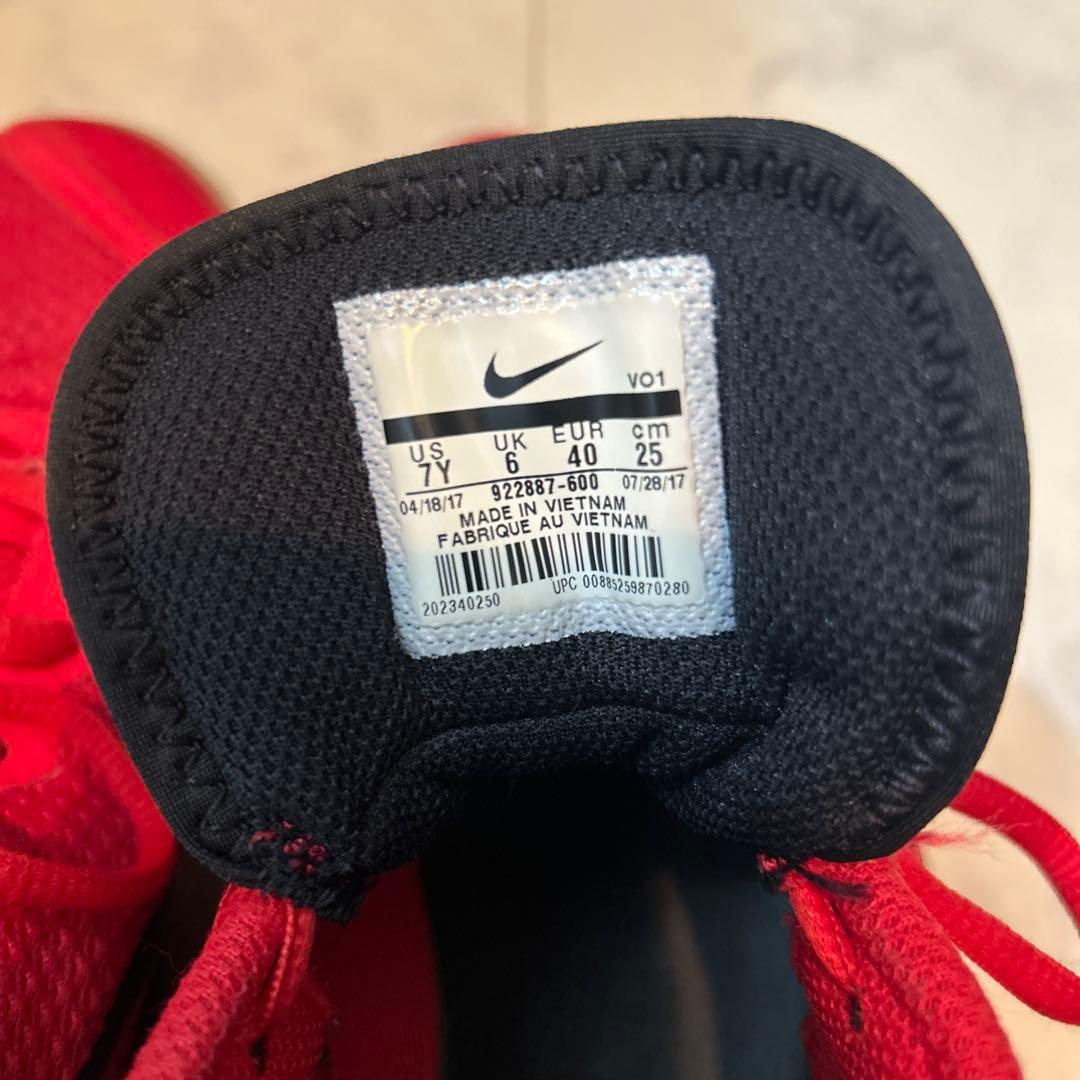 VO1
US UK EUR cm
7Y 6 40 25
04/18/17 922887-600 07/28/17
MADE IN VIETNAM
FABRIQUE AU VIETNAM
202340250 UPC 00885259870280